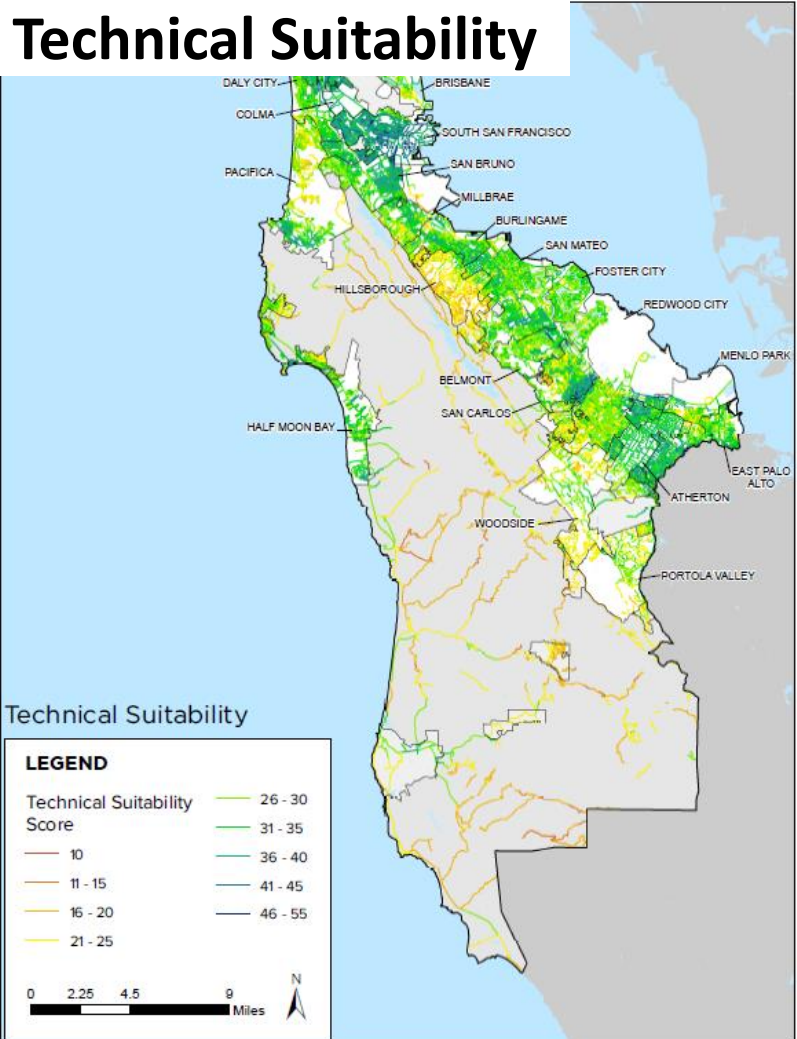 Technical Suitability
DALY CITY
BRISBANE
COLMA
SOUTH SAN FRANCISCO
SAN BRUNO
PACIFICA
MILLBRAE
BURLINGAME
SAN MATEO
FOSTER CITY
HILLSBOROUGH
REDWOOD CITY
MENLO PARK
BELMONT
SAN CARLOS
HALF MOON BAY
EAST PALO
ALTO
ATHERTON
WOODSIDE
PORTOLA VALLEY
Technical Suitability
LEGEND
Technical Suitability
Score
10
11 - 15
16 - 20
21 - 25
26 - 30
31 - 35
36 - 40
41 - 45
46 - 55
N
0 2.25 4.5 9
Miles